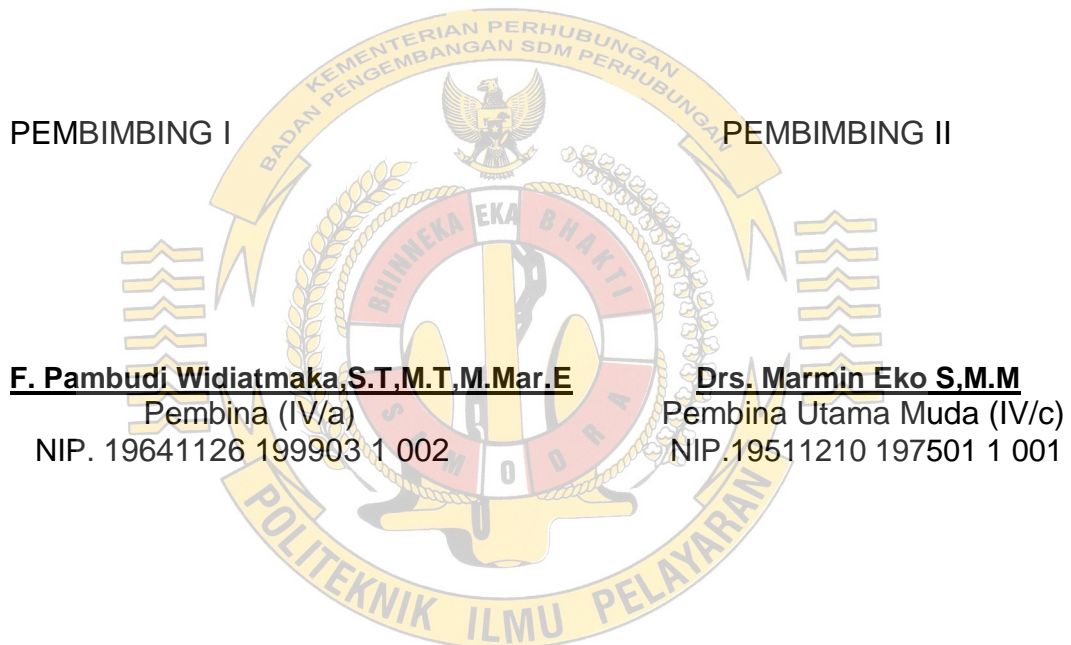 KEMENTERIAN PERHUBUNGAN
BADAN PENGEMBANGAN SDM PERHUBUNGAN
PEMBIMBING I
PEMBIMBING II
BHINNEKA EKA BHAKTI
F. Pambudi Widiatmaka,S.T,M.T,M.Mar.E
Drs. Marmin Eko S,M.M
Pembina (IV/a)
Pembina Utama Muda (IV/c)
NIP. 19641126 199903 1 002
NIP.19511210 197501 1 001
SAMODRA
POLITEKNIK ILMU PELAYARAN